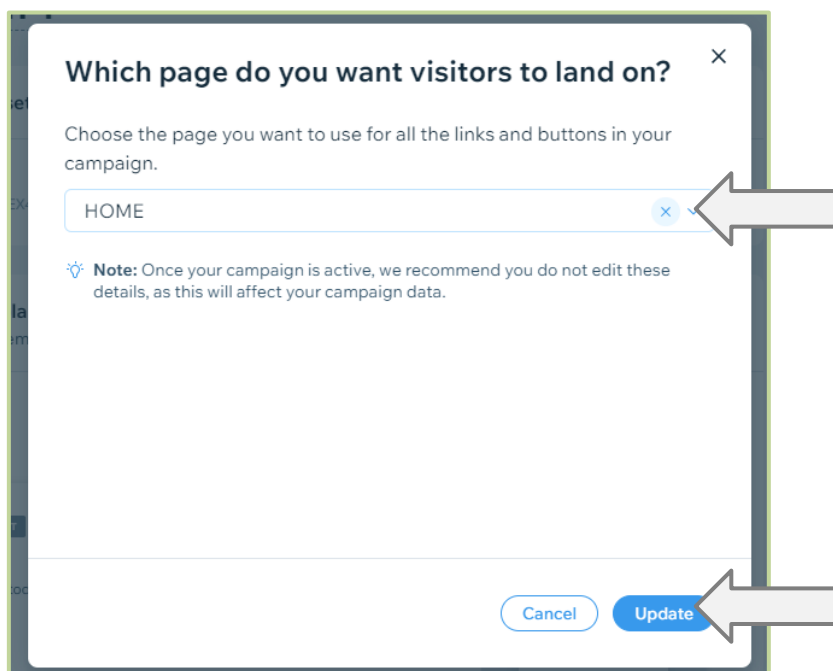 Which page do you want visitors to land on?
Choose the page you want to use for all the links and buttons in your
campaign.
HOME
Note: Once your campaign is active, we recommend you do not edit these
details, as this will affect your campaign data.
Cancel
Update